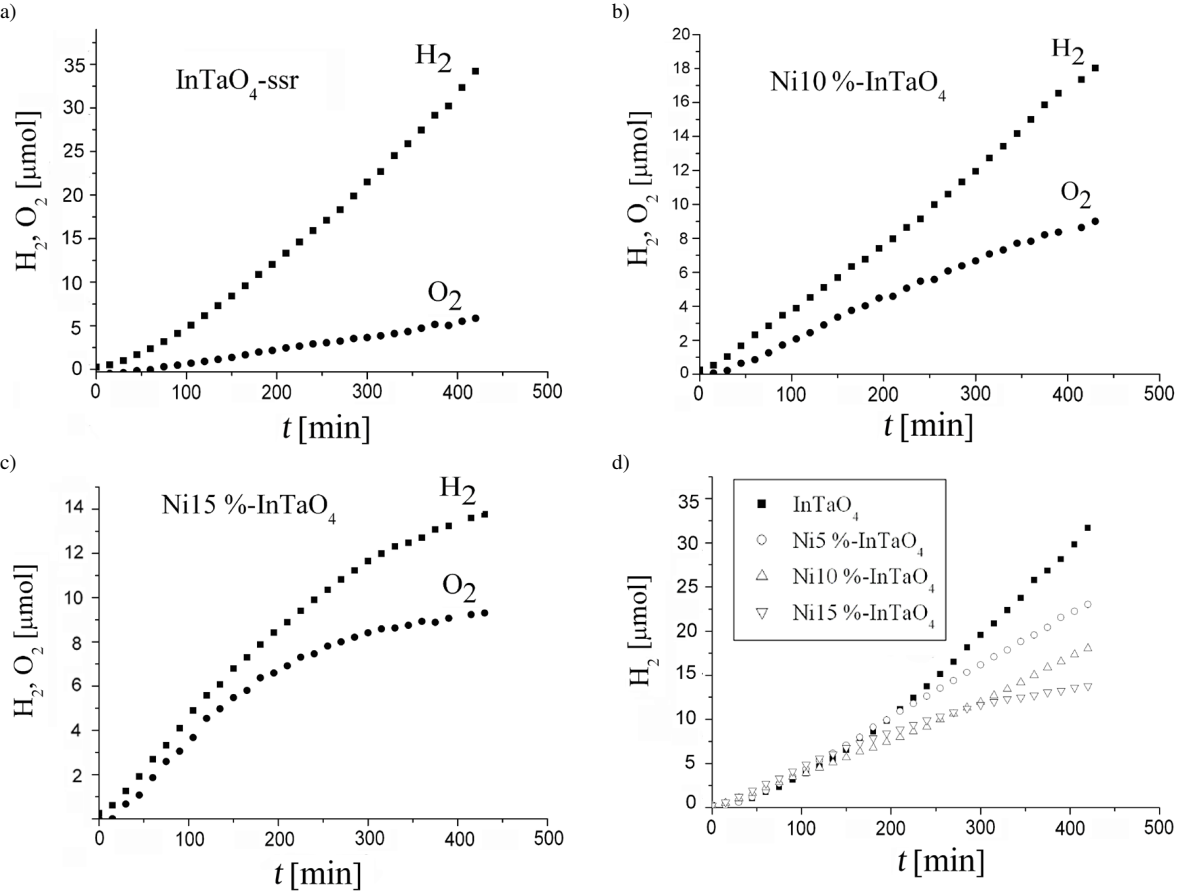 a)
InTaO4-ssr
H2
O2
H2, O2 [μmol]
35
30
25
20
15
10
5
0
0 100 200 300 400 500
t [min]
b)
Ni10 %-InTaO4
H2
O2
H2, O2 [μmol]
20
18
16
14
12
10
8
6
4
2
0
0 100 200 300 400 500
t [min]
c)
Ni15 %-InTaO4
H2
O2
H2, O2 [μmol]
14
12
10
8
6
4
2
0 100 200 300 400 500
t [min]
d)
InTaO4
Ni5 %-InTaO4
Ni10 %-InTaO4
Ni15 %-InTaO4
H2 [μmol]
35
30
25
20
15
10
5
0
0 100 200 300 400 500
t [min]